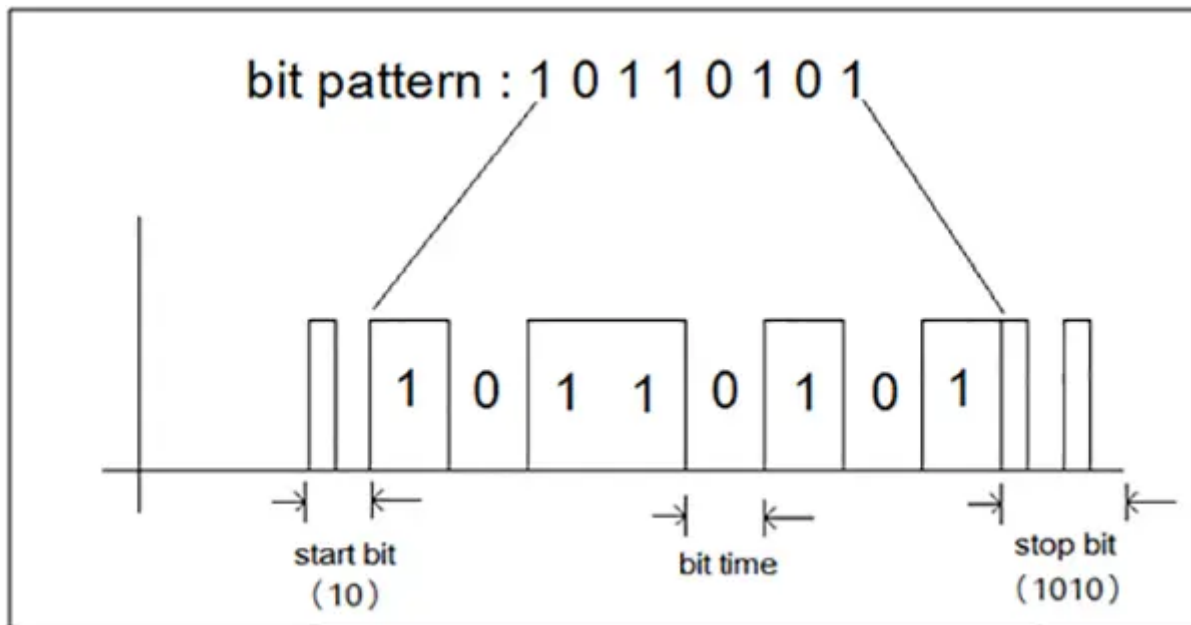 bit pattern : 1 0 1 1 0 1 0 1
1 0 1 1 0 1 0 1
start bit
(10)
bit time
stop bit
(1010)